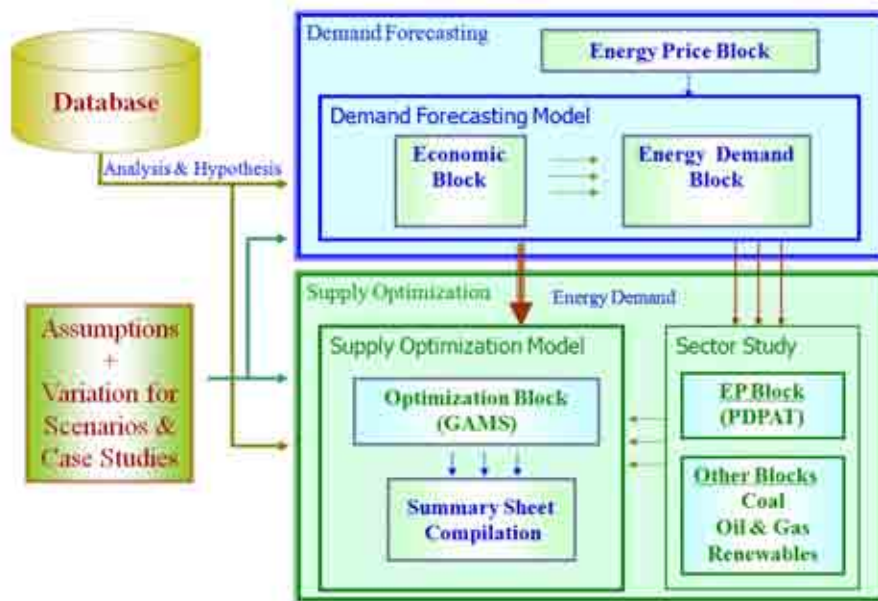 Demand Forecasting
Energy Price Block
Database
Demand Forecasting Model
Economic
Block
Energy Demand
Block
Analysis & Hypothesis
Supply Optimization
Energy Demand
Assumptions
+
Variation for
Scenarios &
Case Studies
Supply Optimization Model
Optimization Block
(GAMS)
Summary Sheet
Compilation
Sector Study
EP Block
(PDPAT)
Other Blocks
Coal
Oil & Gas
Renewables